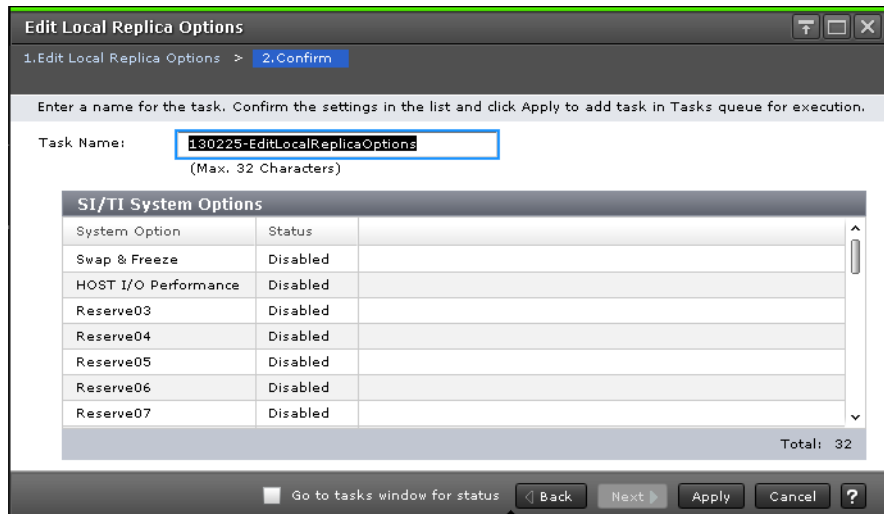 Edit Local Replica Options
1.Edit Local Replica Options > 2.Confirm
Enter a name for the task. Confirm the settings in the list and click Apply to add task in Tasks queue for execution.
Task Name: 130225-EditLocalReplicaOptions
(Max. 32 Characters)
SI/TI System Options
System Option Status
Swap & Freeze Disabled
HOST I/O Performance Disabled
Reserve03 Disabled
Reserve04 Disabled
Reserve05 Disabled
Reserve06 Disabled
Reserve07 Disabled
Total: 32
Go to tasks window for status Back Next Apply Cancel ?